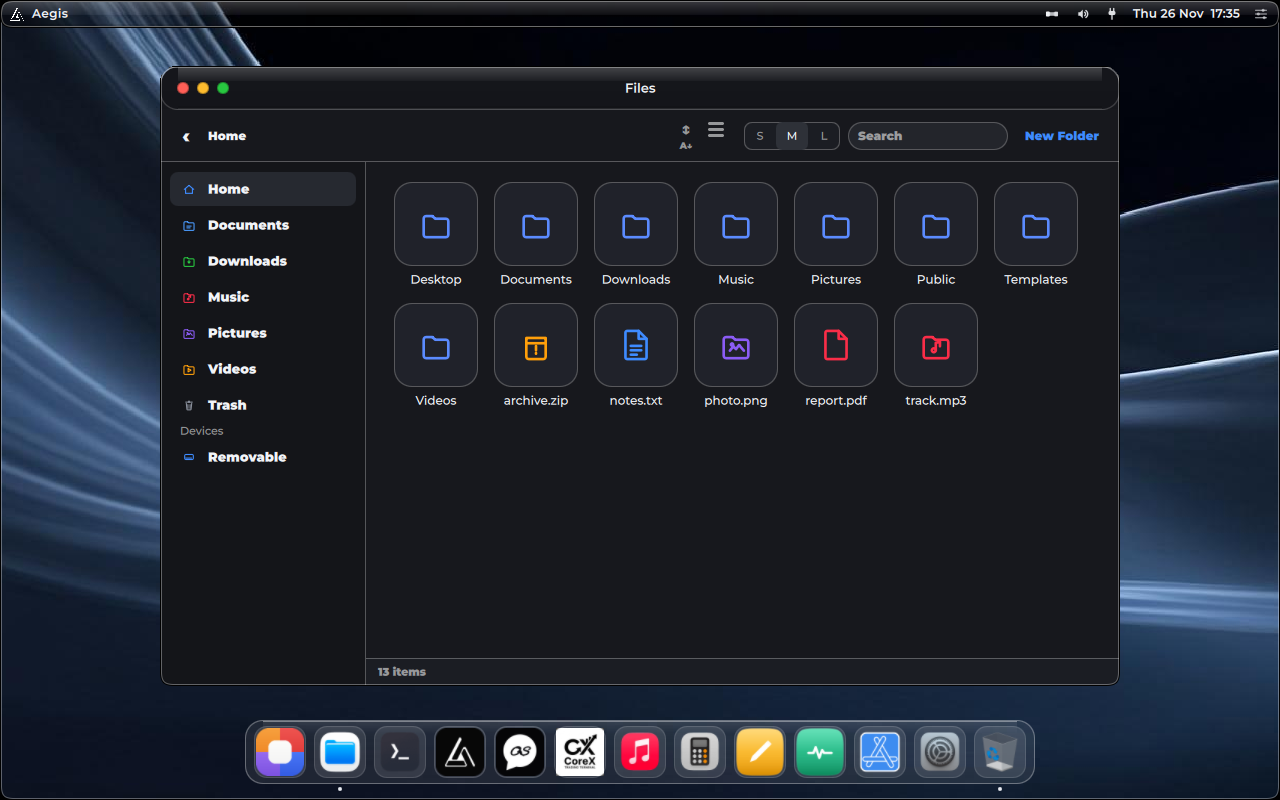 Aegis
Thu 26 Nov 17:35
Files
Home
A+
S M L
Search
New Folder
Home
Documents
Downloads
Music
Pictures
Videos
Trash
Devices
Removable
Desktop Documents Downloads Music Pictures Public Templates
Videos archive.zip notes.txt photo.png report.pdf track.mp3
13 items
as
CX
CoreX